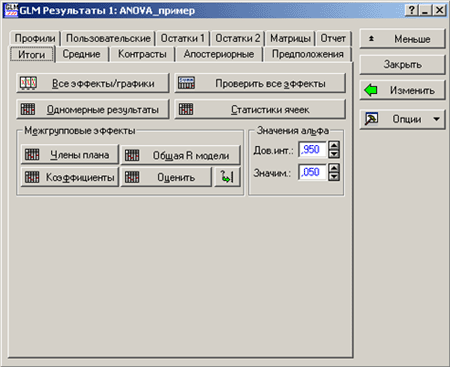 GLM Результаты 1: ANOVA_пример
Профили Пользовательские Остатки 1 Остатки 2 Матрицы Отчет
Итоги Средние Контрасты Апостериорные Предположения
Все эффекты/графики Проверить все эффекты
Одномерные результаты Статистики ячеек
Межгрупповые эффекты
Члены плана Общая R модели
Коэффициенты Оценить
Значения альфа
Дов.инт.: ,950
Значим.: ,050
Меньше
Закрыть
Изменить
Опции